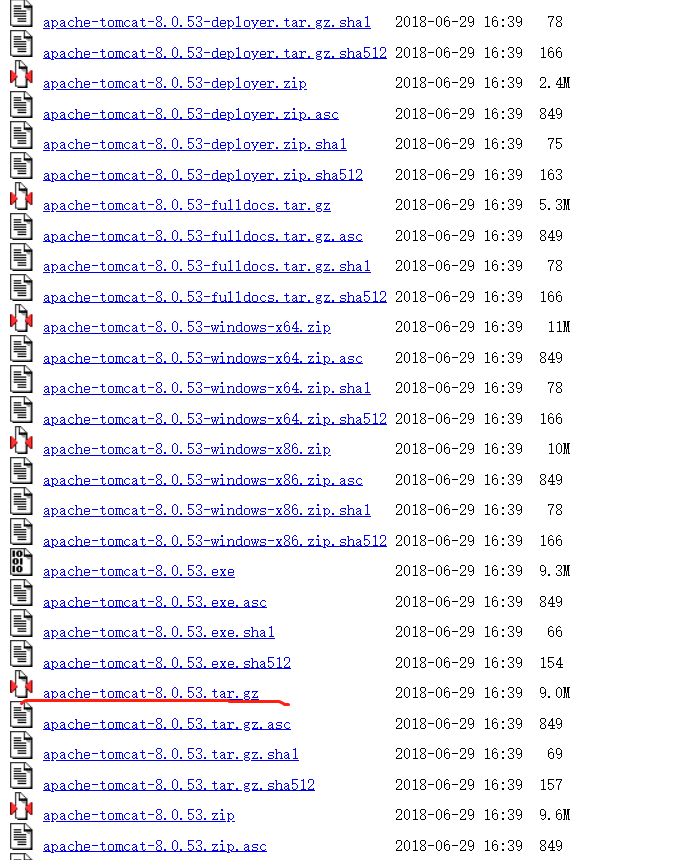 apache-tomcat-8.0.53-deployer.tar.gz.sha1 2018-06-29 16:39 78
apache-tomcat-8.0.53-deployer.tar.gz.sha512 2018-06-29 16:39 166
apache-tomcat-8.0.53-deployer.zip 2018-06-29 16:39 2.4M
apache-tomcat-8.0.53-deployer.zip.asc 2018-06-29 16:39 849
apache-tomcat-8.0.53-deployer.zip.sha1 2018-06-29 16:39 75
apache-tomcat-8.0.53-deployer.zip.sha512 2018-06-29 16:39 163
apache-tomcat-8.0.53-fulldocs.tar.gz 2018-06-29 16:39 5.3M
apache-tomcat-8.0.53-fulldocs.tar.gz.asc 2018-06-29 16:39 849
apache-tomcat-8.0.53-fulldocs.tar.gz.sha1 2018-06-29 16:39 78
apache-tomcat-8.0.53-fulldocs.tar.gz.sha512 2018-06-29 16:39 166
apache-tomcat-8.0.53-windows-x64.zip 2018-06-29 16:39 11M
apache-tomcat-8.0.53-windows-x64.zip.asc 2018-06-29 16:39 849
apache-tomcat-8.0.53-windows-x64.zip.sha1 2018-06-29 16:39 78
apache-tomcat-8.0.53-windows-x64.zip.sha512 2018-06-29 16:39 166
apache-tomcat-8.0.53-windows-x86.zip 2018-06-29 16:39 10M
apache-tomcat-8.0.53-windows-x86.zip.asc 2018-06-29 16:39 849
apache-tomcat-8.0.53-windows-x86.zip.sha1 2018-06-29 16:39 78
apache-tomcat-8.0.53-windows-x86.zip.sha512 2018-06-29 16:39 166
apache-tomcat-8.0.53.exe 2018-06-29 16:39 9.3M
apache-tomcat-8.0.53.exe.asc 2018-06-29 16:39 849
apache-tomcat-8.0.53.exe.sha1 2018-06-29 16:39 66
apache-tomcat-8.0.53.exe.sha512 2018-06-29 16:39 154
apache-tomcat-8.0.53.tar.gz 2018-06-29 16:39 9.0M
apache-tomcat-8.0.53.tar.gz.asc 2018-06-29 16:39 849
apache-tomcat-8.0.53.tar.gz.sha1 2018-06-29 16:39 69
apache-tomcat-8.0.53.tar.gz.sha512 2018-06-29 16:39 157
apache-tomcat-8.0.53.zip 2018-06-29 16:39 9.6M
apache-tomcat-8.0.53.zip.asc 2018-06-29 16:39 849